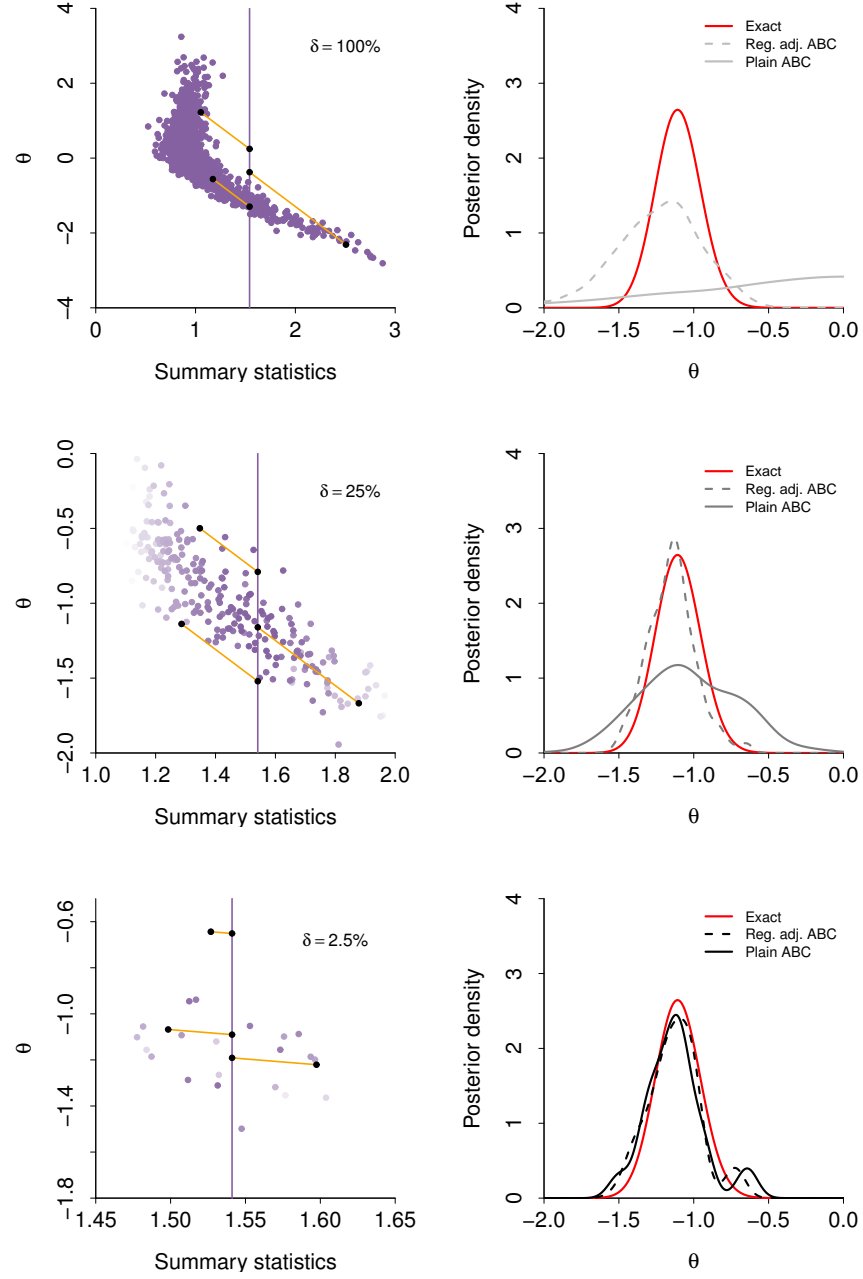 4
2
0
−2
−4
θ
δ = 100%
0
1
2
3
Summary statistics
4
3
2
1
0
Posterior density
Exact
Reg. adj. ABC
Plain ABC
−2.0
−1.5
−1.0
−0.5
0.0
θ
0.0
−0.5
−1.0
−1.5
−2.0
θ
δ = 25%
1.0
1.2
1.4
1.6
1.8
2.0
Summary statistics
4
3
2
1
0
Posterior density
Exact
Reg. adj. ABC
Plain ABC
−2.0
−1.5
−1.0
−0.5
0.0
θ
−0.6
−1.0
−1.4
−1.8
θ
δ = 2.5%
1.45
1.50
1.55
1.60
1.65
Summary statistics
4
3
2
1
0
Posterior density
Exact
Reg. adj. ABC
Plain ABC
−2.0
−1.5
−1.0
−0.5
0.0
θ